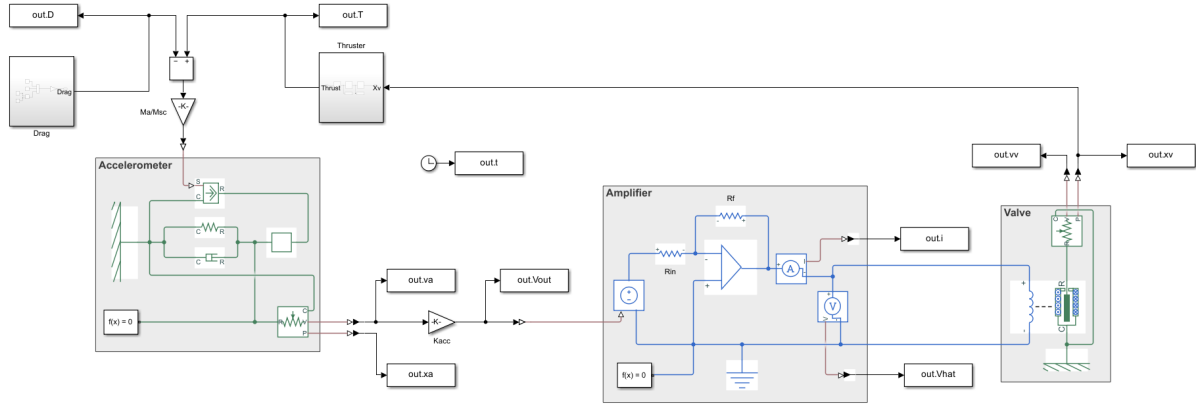 out.D
out.T
Thruster
− +
Thrust
Xv
Drag
Drag
-K-
Ma/Msc
Accelerometer
S
R
C
C R
C R
f(x) = 0
R
C
P
out.t
out.va
out.Vout
-K-
Kacc
out.xa
Amplifier
Rf
- +
+ -
Rin
-
+
+
-
+
A
I
+
V
V
-
f(x) = 0
out.i
out.Vhat
out.vv
out.xv
Valve
C
P
R
+
-
R
C